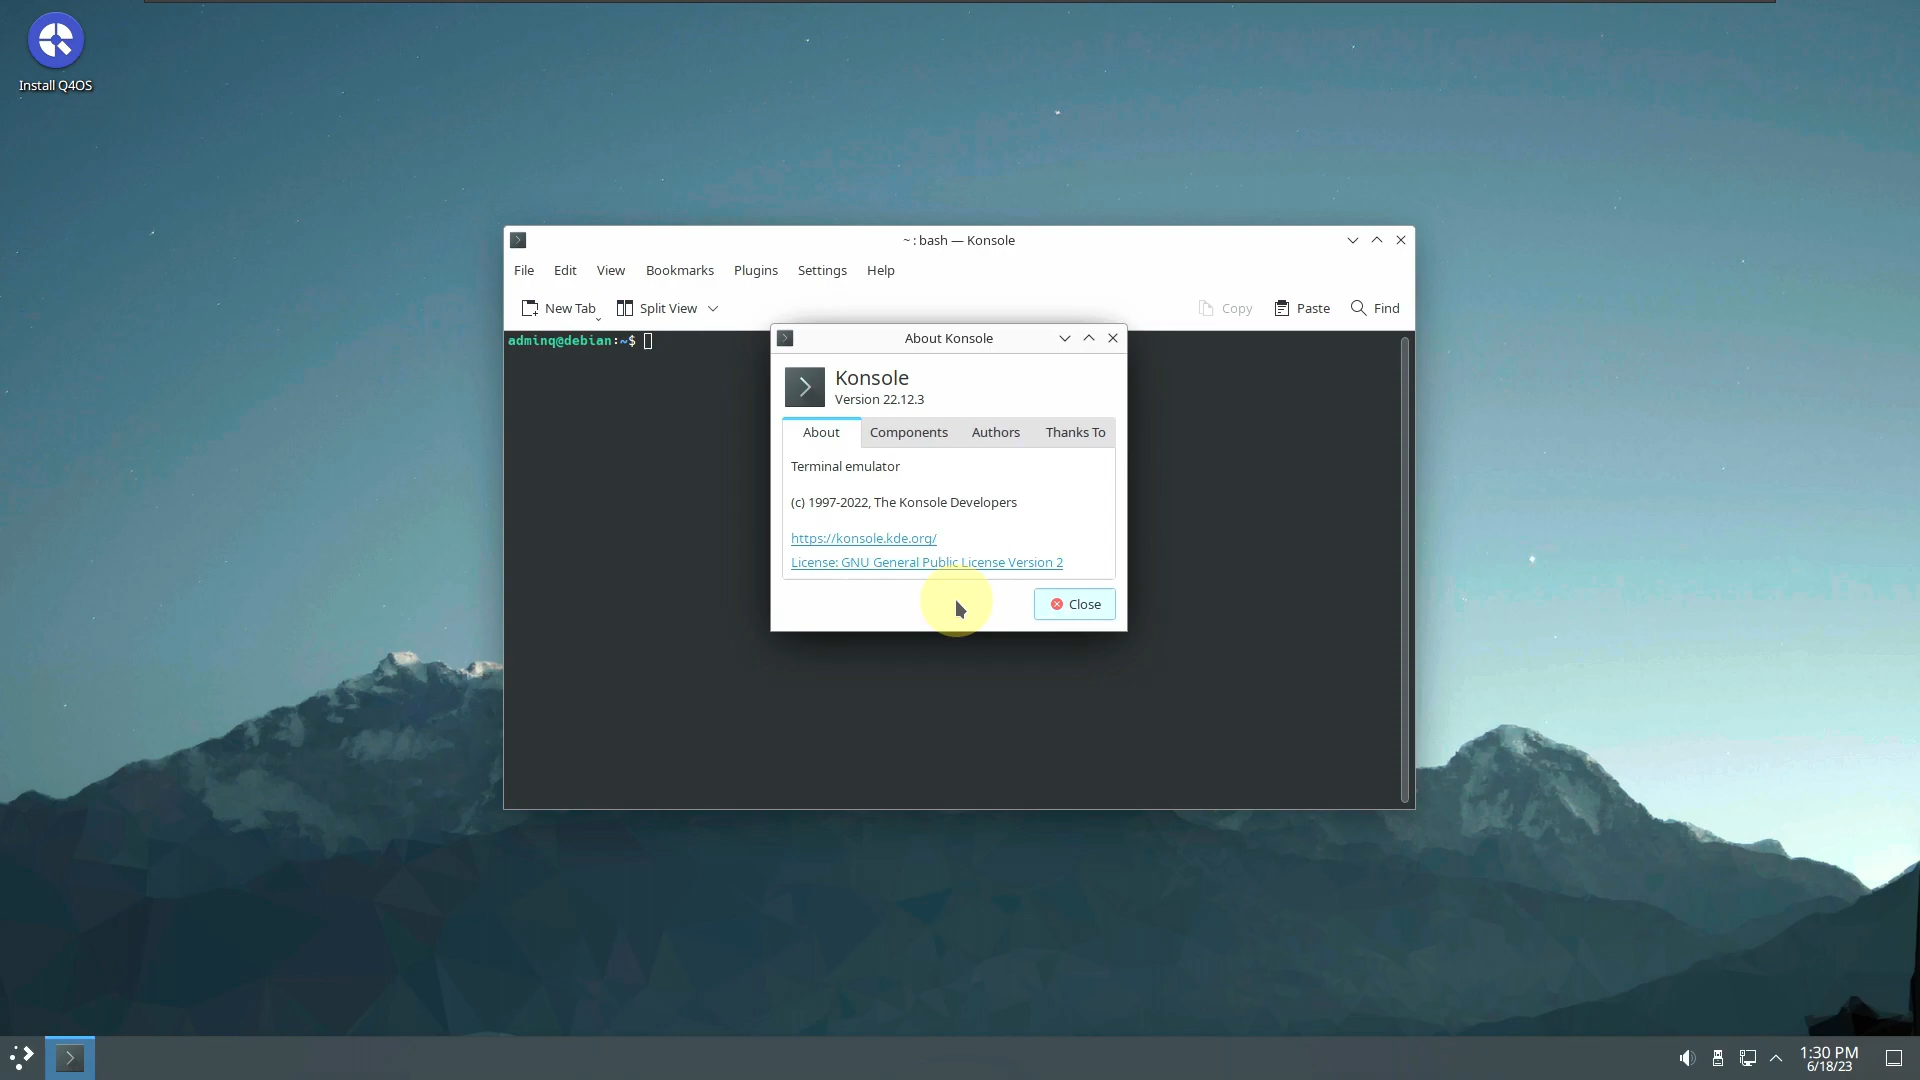 Install Q4OS
~ : bash — Konsole
File Edit View Bookmarks Plugins Settings Help
New Tab Split View Copy Paste Find
adminq@debian:~$
About Konsole
Konsole
Version 22.12.3
About Components Authors Thanks To
Terminal emulator
(c) 1997-2022, The Konsole Developers
https://konsole.kde.org/
License: GNU General Public License Version 2
Close
1:30 PM
6/18/23